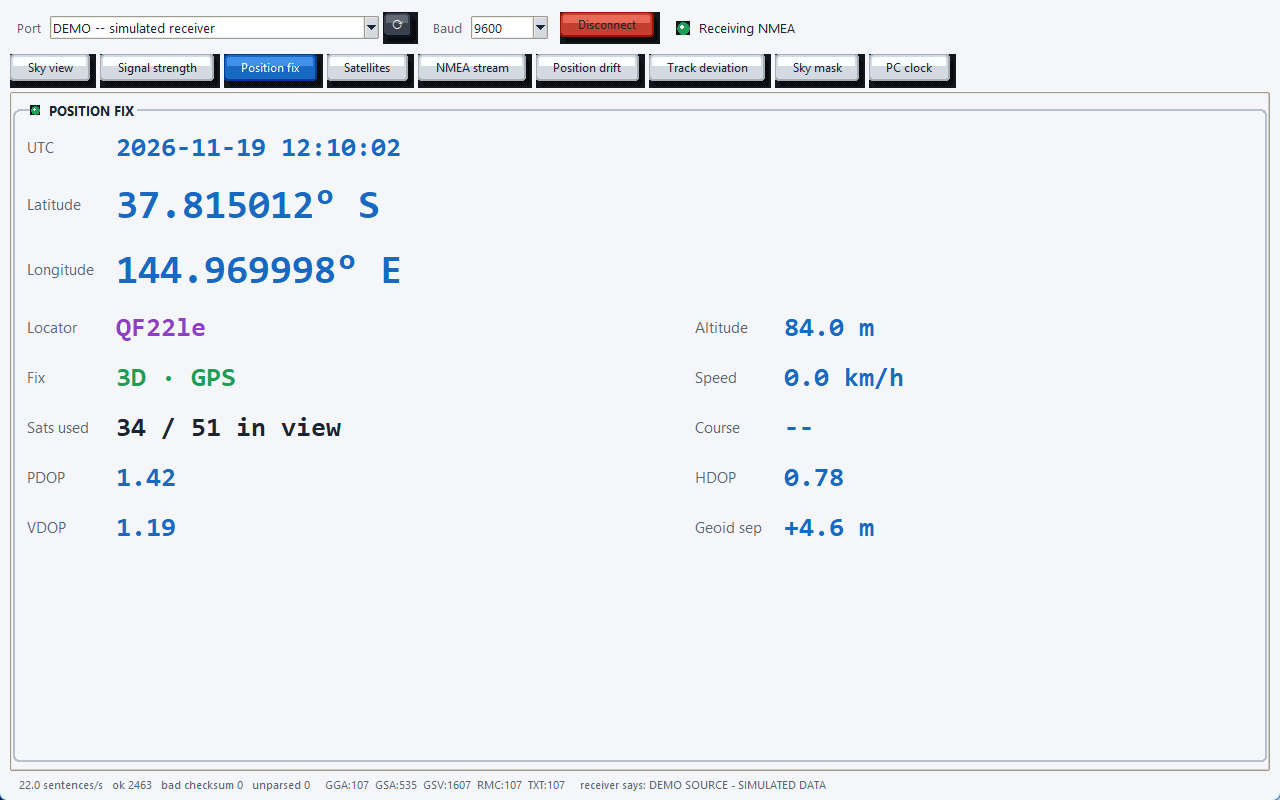 Port DEMO -- simulated receiver Baud 9600 Disconnect Receiving NMEA
Sky view Signal strength Position fix Satellites NMEA stream Position drift Track deviation Sky mask PC clock
POSITION FIX
UTC 2026-11-19 12:10:02
Latitude 37.815012° S
Longitude 144.969998° E
Locator QF22le Altitude 84.0 m
Fix 3D · GPS Speed 0.0 km/h
Sats used 34 / 51 in view Course --
PDOP 1.42 HDOP 0.78
VDOP 1.19 Geoid sep +4.6 m
22.0 sentences/s ok 2463 bad checksum 0 unparsed 0 GGA:107 GSA:535 GSV:1607 RMC:107 TXT:107 receiver says: DEMO SOURCE - SIMULATED DATA